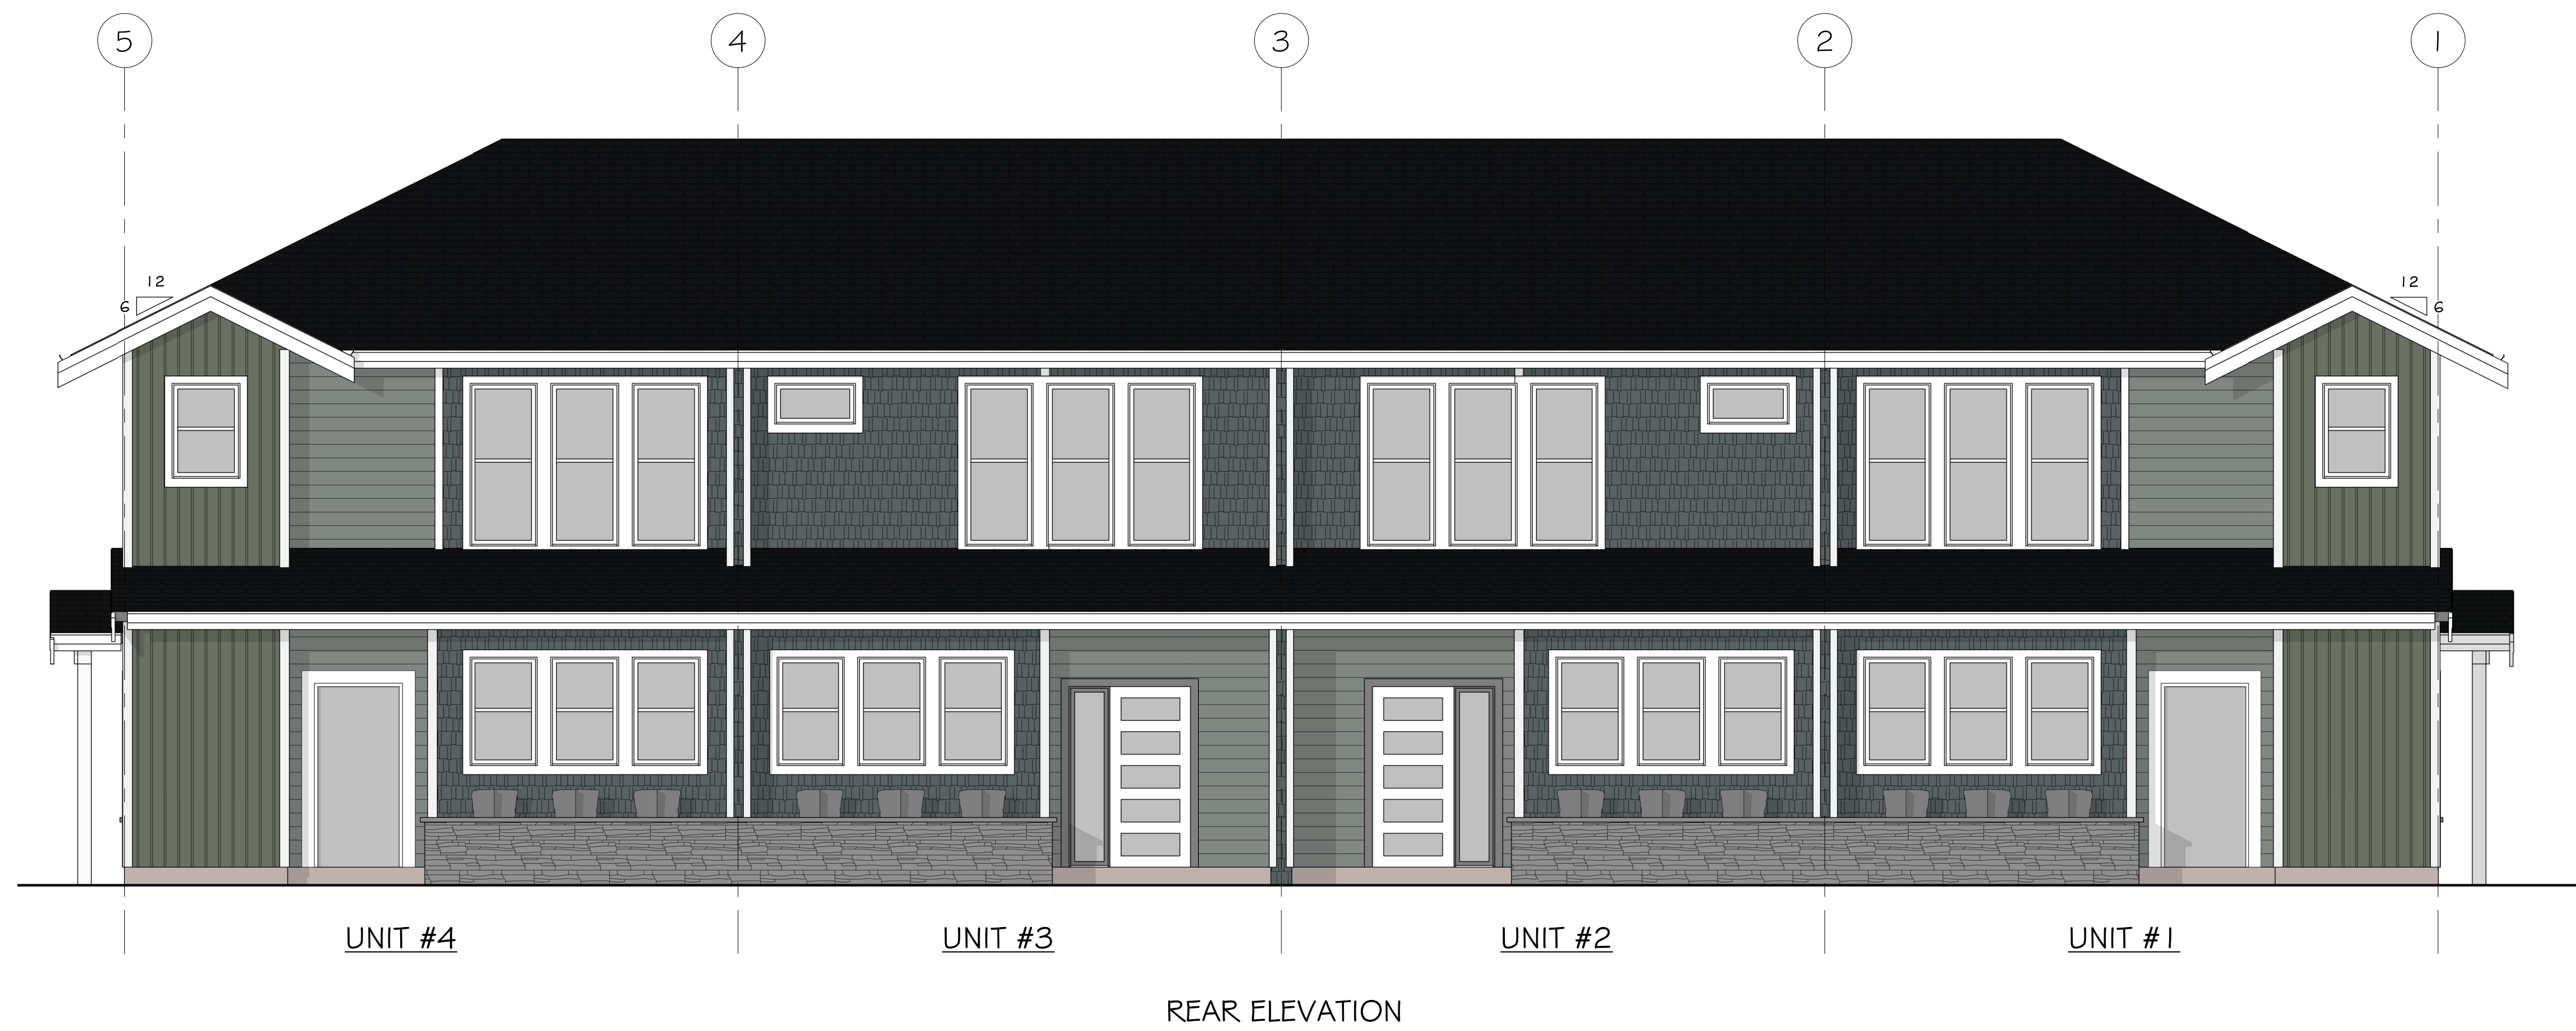 5 4 3 2 1
12 12
6 6
UNIT #4 UNIT #3 UNIT #2 UNIT #1
REAR ELEVATION